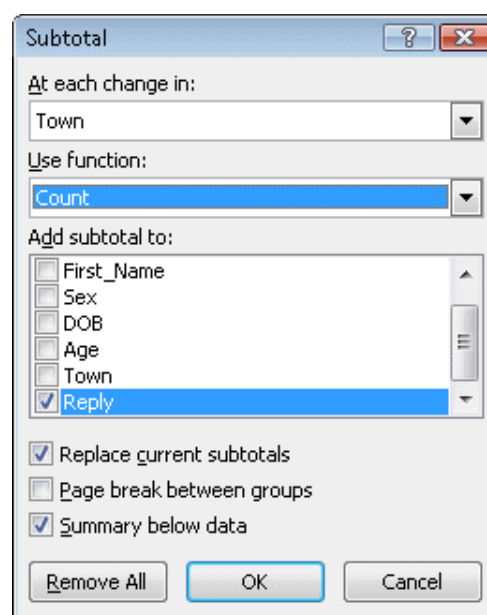 Subtotal
At each change in:
Town
Use function:
Count
Add subtotal to:
First_Name
Sex
DOB
Age
Town
Reply
Replace current subtotals
Page break between groups
Summary below data
Remove All OK Cancel